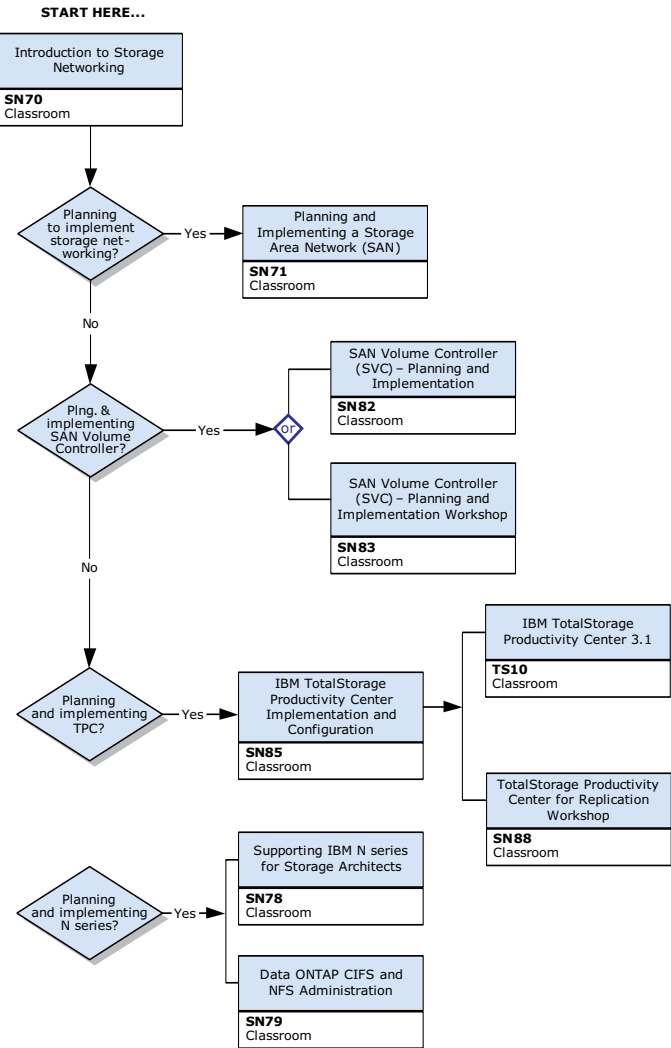 START HERE...
Introduction to Storage
Networking
SN70
Classroom
Planning
to implement
storage net-
working?
Yes
Planning and
Implementing a Storage
Area Network (SAN)
SN71
Classroom
No
Plng. &
implementing
SAN Volume
Controller?
Yes
or
SAN Volume Controller
(SVC) – Planning and
Implementation
SN82
Classroom
SAN Volume Controller
(SVC) – Planning and
Implementation Workshop
SN83
Classroom
No
Planning
and implementing
TPC?
Yes
IBM TotalStorage
Productivity Center
Implementation and
Configuration
SN85
Classroom
IBM TotalStorage
Productivity Center 3.1
TS10
Classroom
TotalStorage Productivity
Center for Replication
Workshop
SN88
Classroom
Planning
and implementing
N series?
Yes
Supporting IBM N series
for Storage Architects
SN78
Classroom
Data ONTAP CIFS and
NFS Administration
SN79
Classroom